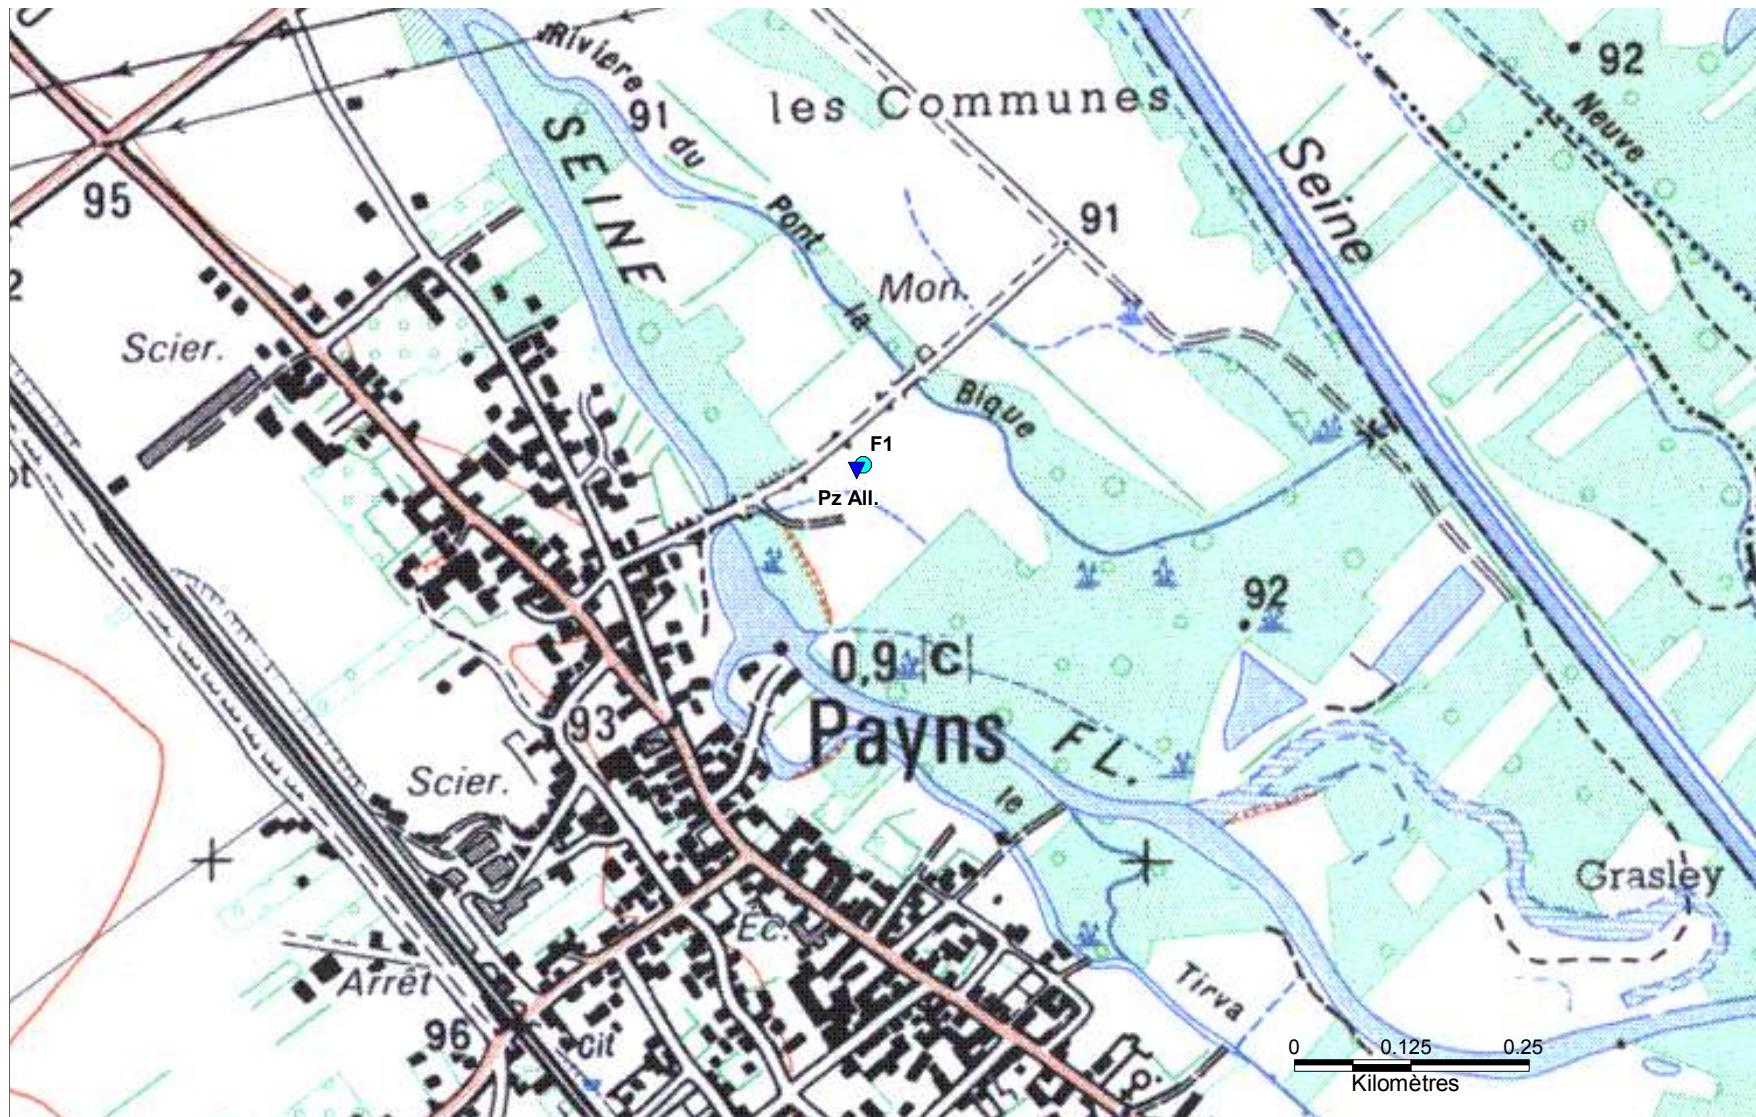 Rivière
92
91
les Communes
Neuve
SEINE
du
Seine
95
Pont
91
2
Mon.
la
Scier.
Bique
F1
Pz All.
92
0,9
C
93
Payns
FL.
Scier.
le
Grasley
Éc.
Arrêt
Tirva
96
cit
0 0.125 0.25
Kilomètres